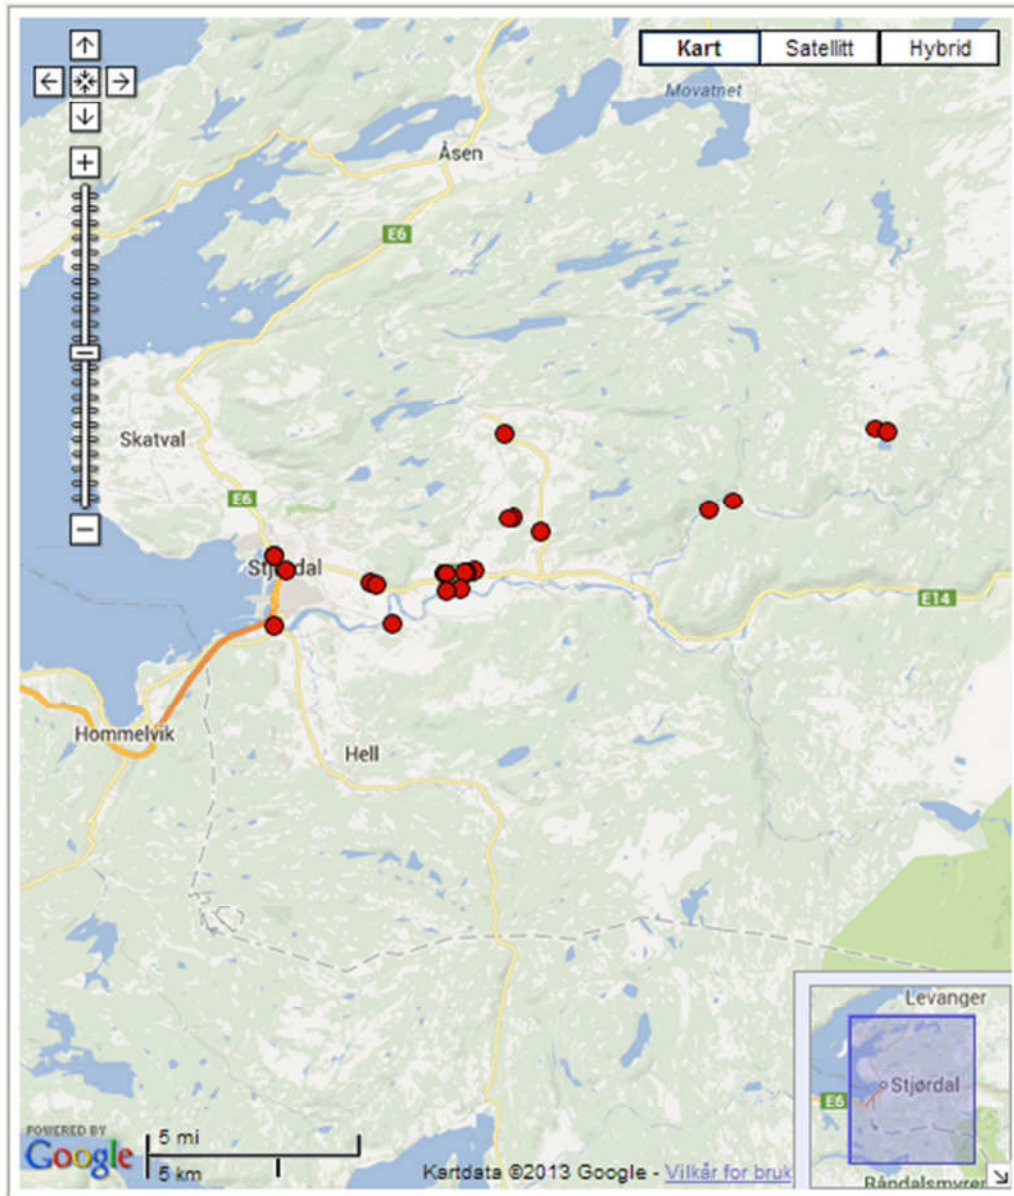 Kart Satellitt Hybrid
Movatnet
Åsen
E6
Skatval
E6
Stjørdal
E14
Hommelvik
Hell
Levanger
Stjørdal
E6
Råndalsmyrer
POWERED BY
Google
5 mi
5 km
Kartdata ©2013 Google - Vilkår for bruk